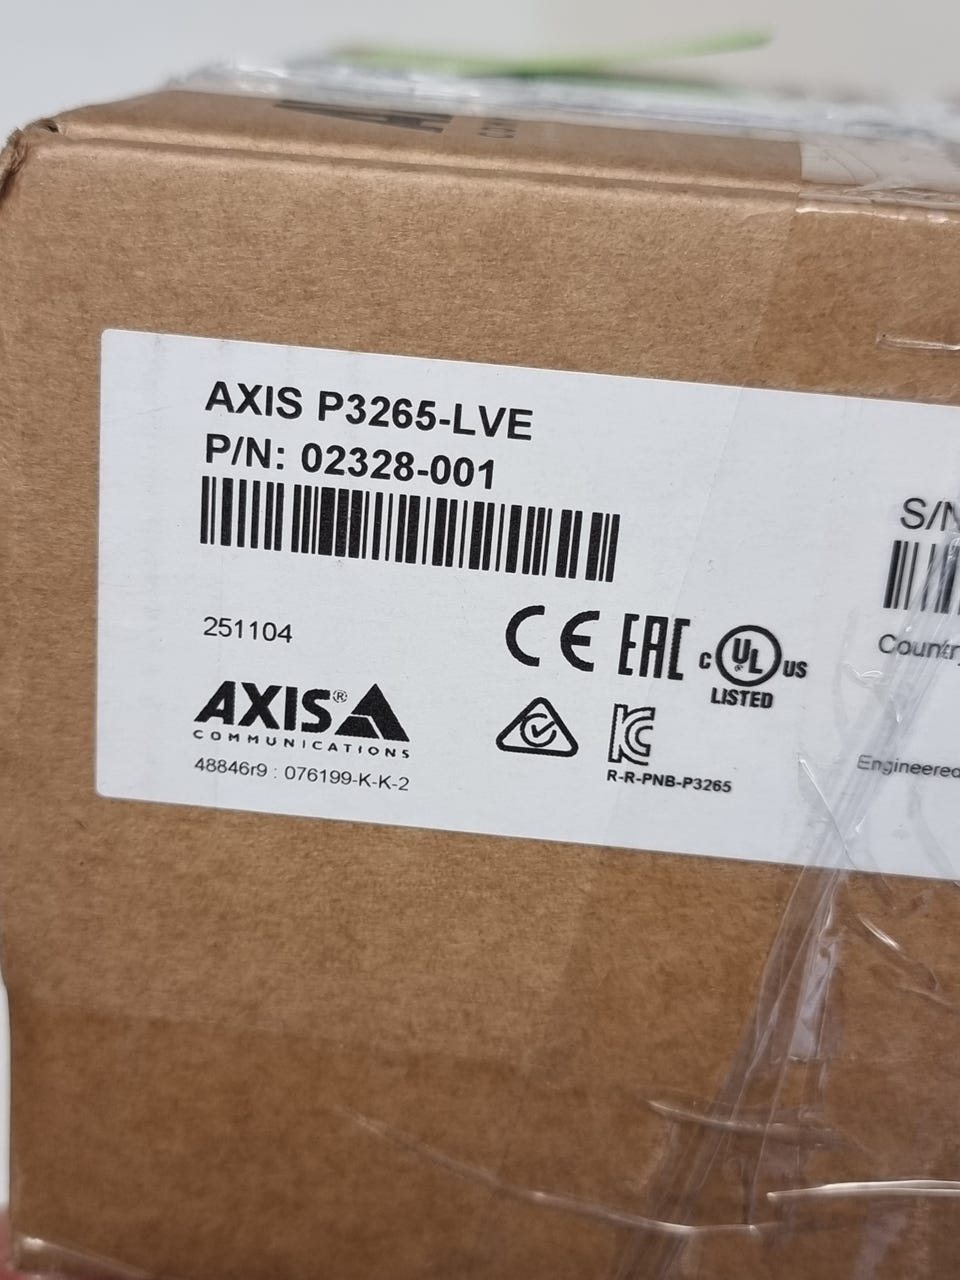 AXIS P3265-LVE
P/N: 02328-001
251104
CE EAC
c UL US
LISTED
AXIS®
COMMUNICATIONS
48846r9 : 076199-K-K-2
KC
R-R-PNB-P3265
S/N
Country
Engineered